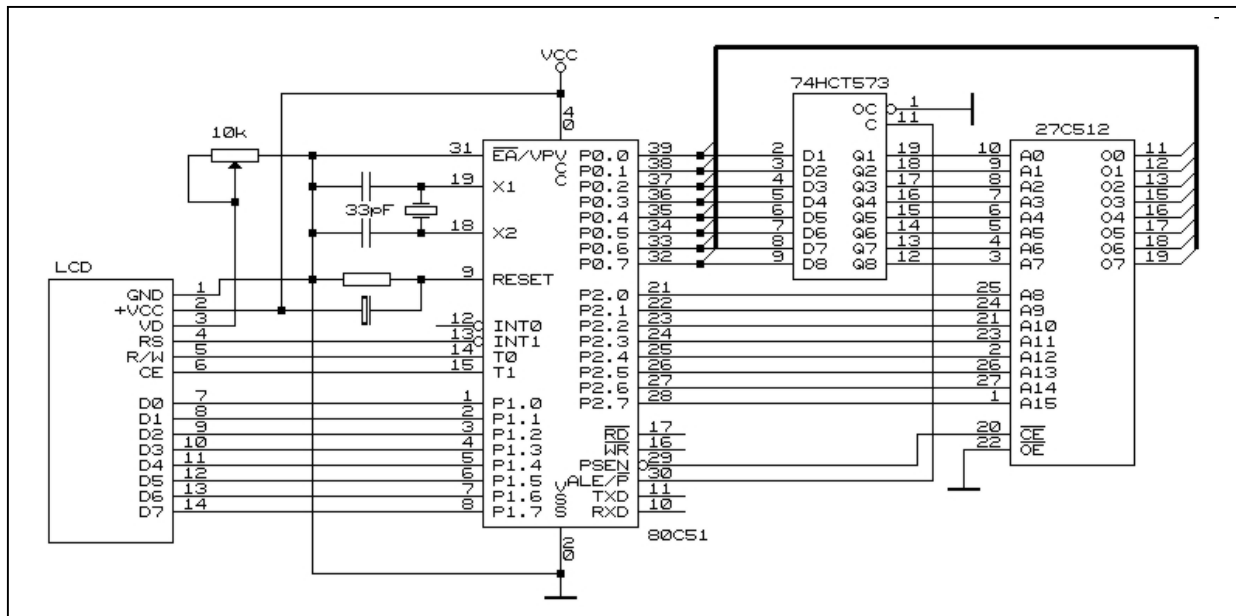 VCC
40
74HCT573
OC 1
C 11
D1 2 Q1 19
D2 3 Q2 18
D3 4 Q3 17
D4 5 Q4 16
D5 6 Q5 15
D6 7 Q6 14
D7 8 Q7 13
D8 9 Q8 12
27C512
10 A0 O0 11
9 A1 O1 12
8 A2 O2 13
7 A3 O3 15
6 A4 O4 16
5 A5 O5 17
4 A6 O6 18
3 A7 O7 19
25 A8
24 A9
21 A10
23 A11
2 A12
26 A13
27 A14
1 A15
20 CE
22 OE
10k
33pF
31 EA/VP VCC P0.0 39
P0.1 38
19 X1 P0.2 37
P0.3 36
P0.4 35
18 X2 P0.5 34
P0.6 33
P0.7 32
9 RESET
P2.0 21
P2.1 22
12 INT0 P2.2 23
13 INT1 P2.3 24
14 T0 P2.4 25
15 T1 P2.5 26
P2.6 27
1 P1.0 P2.7 28
2 P1.1
3 P1.2 RD 17
4 P1.3 WR 16
5 P1.4 PSEN 29
6 P1.5 ALE/P 30
7 P1.6 TXD 11
8 P1.7 VSS RXD 10
80C51
20
LCD
GND 1
+VCC 2
VD 3
RS 4
R/W 5
CE 6
D0 7
D1 8
D2 9
D3 10
D4 11
D5 12
D6 13
D7 14